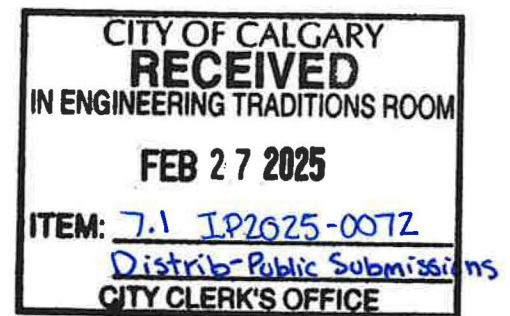 CITY OF CALGARY
RECEIVED
IN ENGINEERING TRADITIONS ROOM
FEB 27 2025
ITEM: 7.1 IP2025-0072
Distrib-Public Submissions
CITY CLERK'S OFFICE